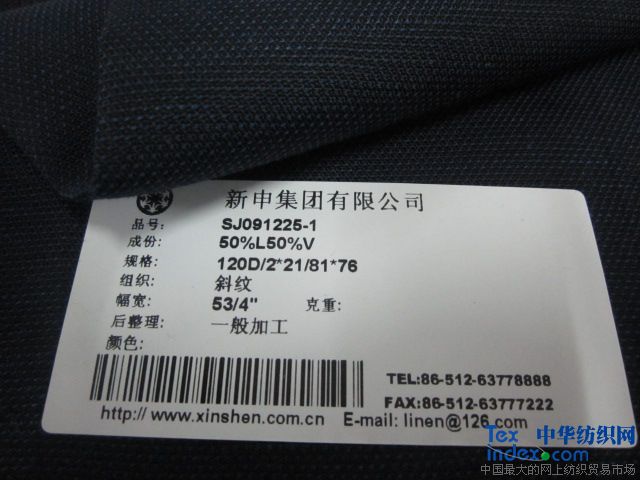 新申集团有限公司
品号: SJ091225-1
成份: 50%L50%V
规格: 120D/2*21/81*76
组织: 斜纹
幅宽: 53/4" 克重:
后整理: 一般加工
颜色:
TEL:86-512-63778888
FAX:86-512-63777222
http://www.xinshen.com.cn E-mail: linen@126.com
Tex 中华纺织网
index.com
中国最大的网上纺织贸易市场